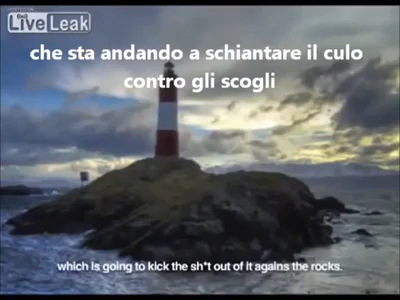 LiveLeak
che sta andando a schiantare il culo
contro gli scogli
which is going to kick the sh*t out of it agains the rocks.